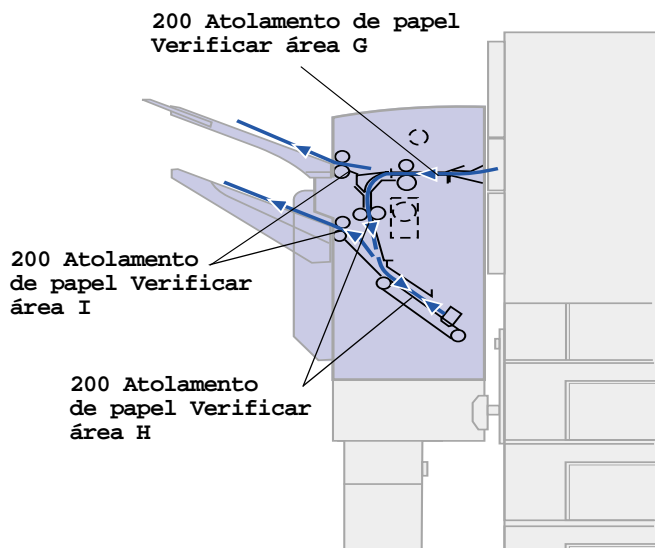 200 Atolamento de papel
Verificar área G
200 Atolamento
de papel Verificar
área I
200 Atolamento
de papel Verificar
área H